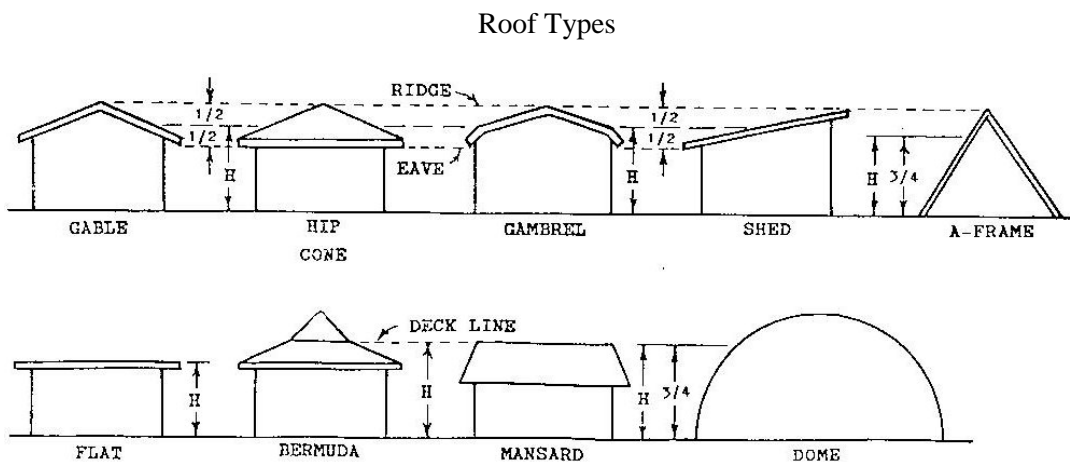 Roof Types
RIDGE
1/2
1/2
1/2
1/2
EAVE
H
H
H
3/4
GABLE
HIP
CONE
GAMBREL
SHED
A-FRAME
DECK LINE
H
H
H
3/4
FLAT
BERMUDA
MANSARD
DOME